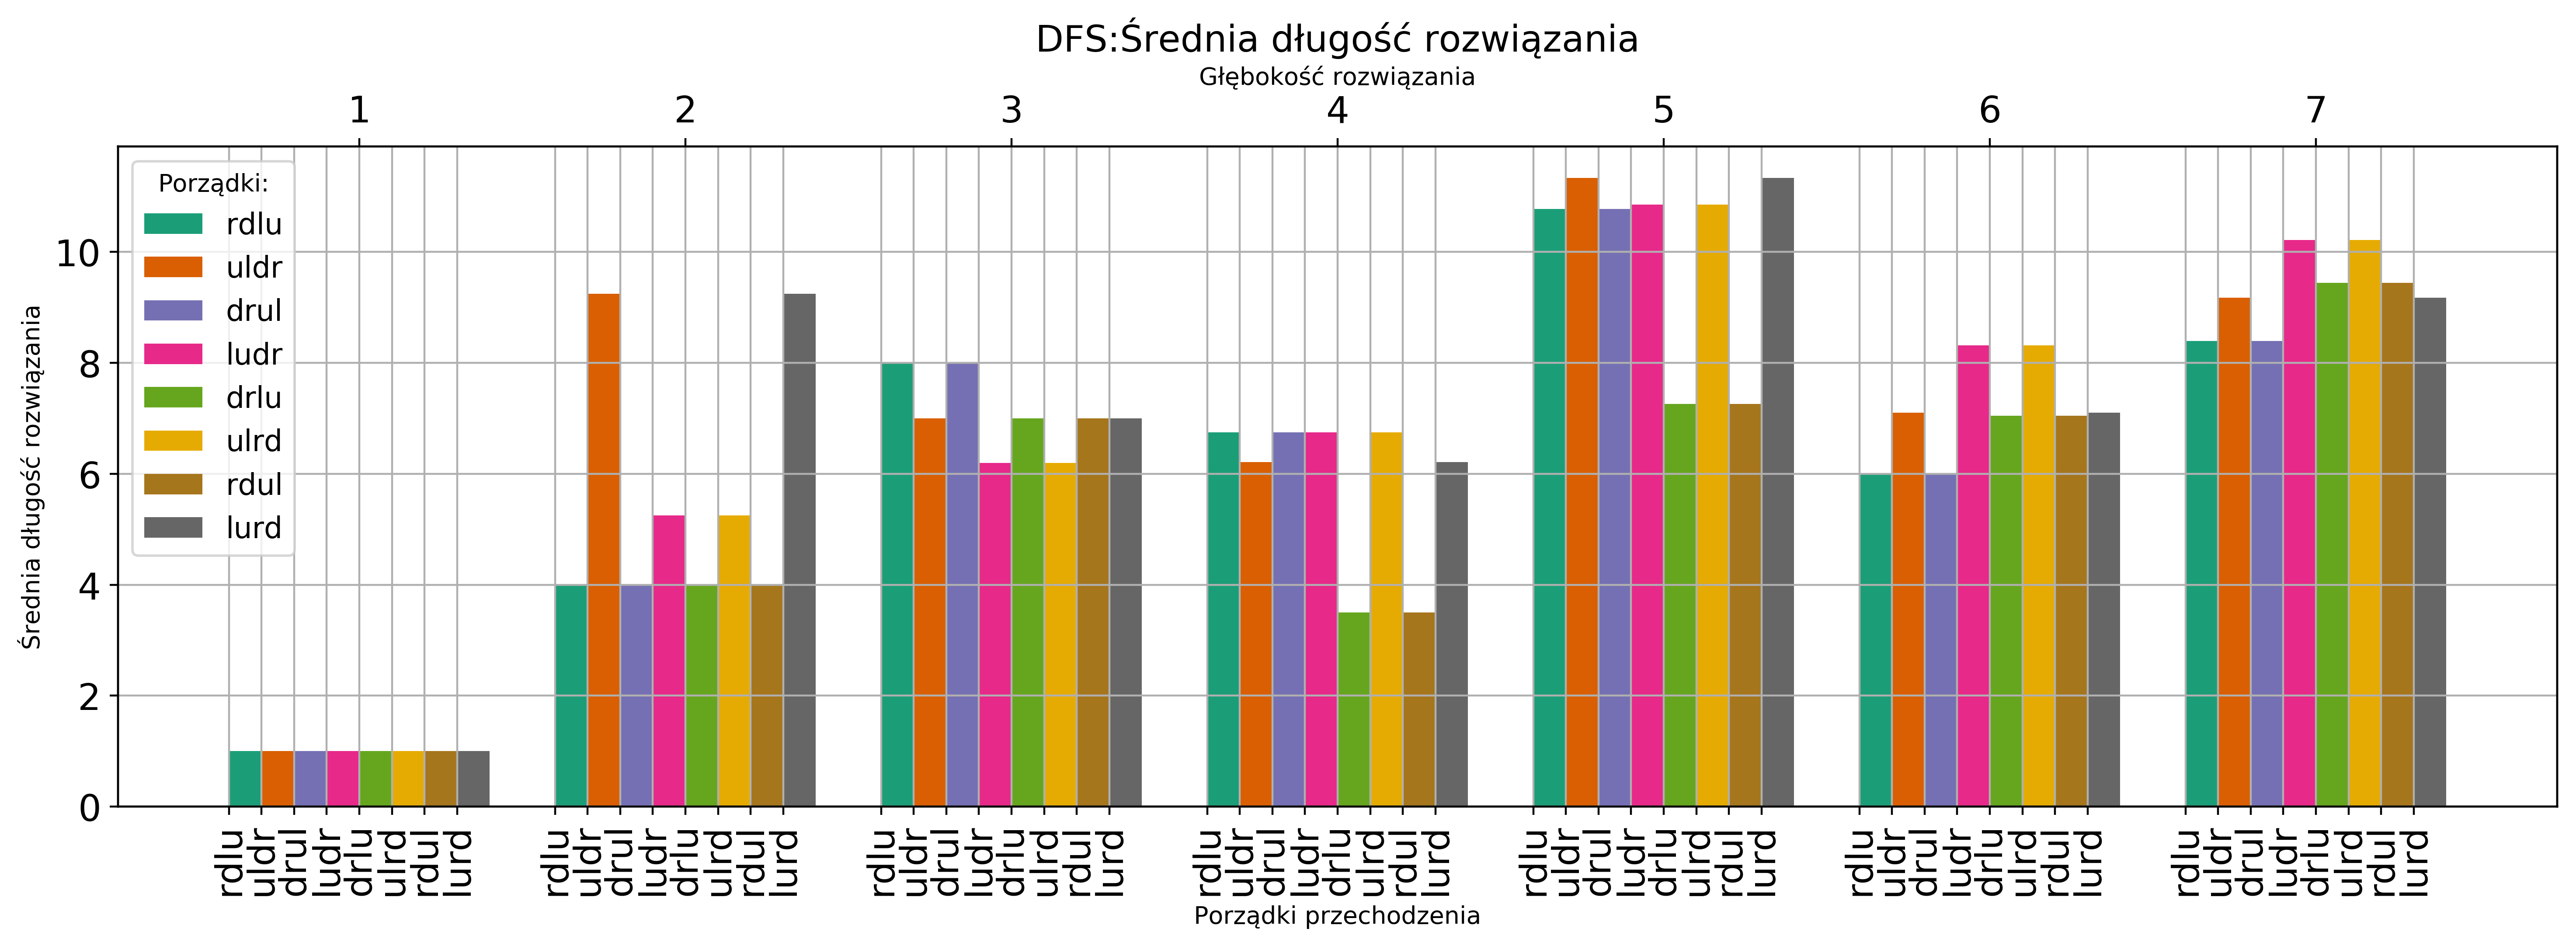 DFS:Średnia długość rozwiązania
Głębokość rozwiązania
1 2 3 4 5 6 7
Porządki:
rdlu
uldr
drul
ludr
drlu
ulrd
rdul
lurd
Średnia długość rozwiązania
10
8
6
4
2
0
rdlu uldr drul ludr drlu ulrd rdul lurd rdlu uldr drul ludr drlu ulrd rdul lurd rdlu uldr drul ludr drlu ulrd rdul lurd rdlu uldr drul ludr drlu ulrd rdul lurd rdlu uldr drul ludr drlu ulrd rdul lurd rdlu uldr drul ludr drlu ulrd rdul lurd rdlu uldr drul ludr drlu ulrd rdul lurd
Porządki przechodzenia